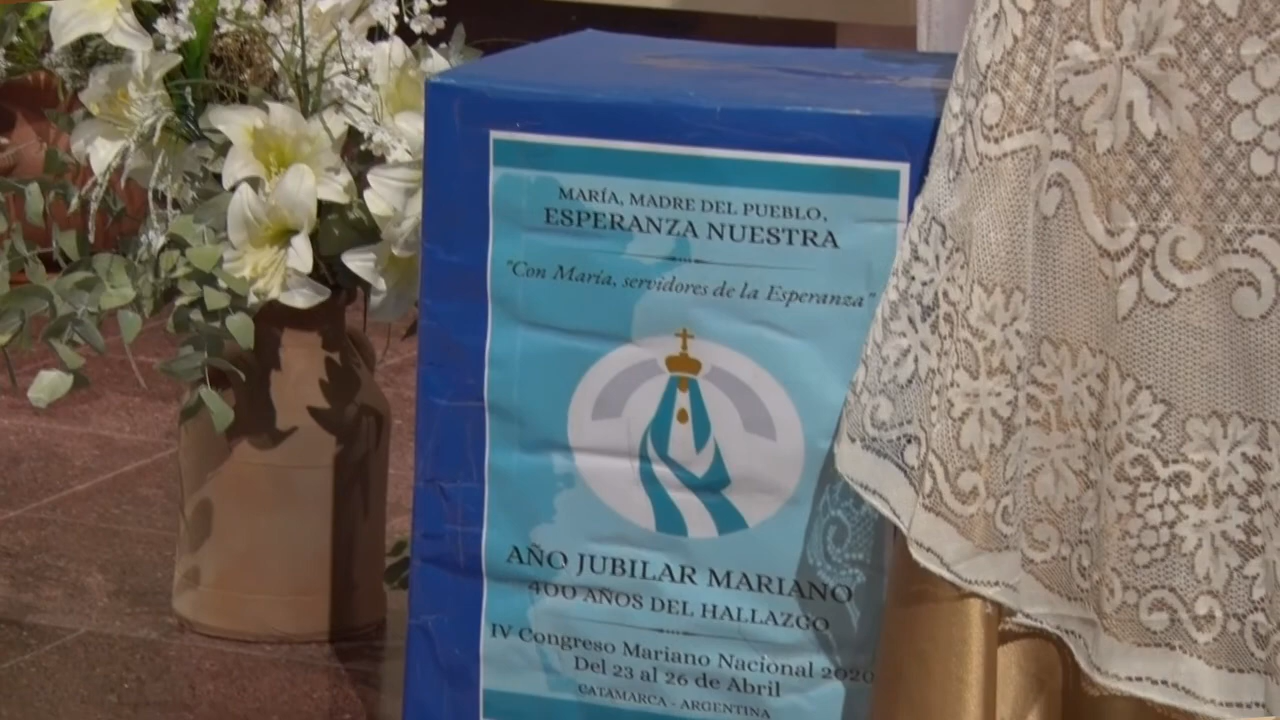 MARÍA, MADRE DEL PUEBLO,
ESPERANZA NUESTRA
"Con María, servidores de la Esperanza"
AÑO JUBILAR MARIANO
400 AÑOS DEL HALLAZGO
IV Congreso Mariano Nacional 2020
Del 23 al 26 de Abril
CATAMARCA - ARGENTINA